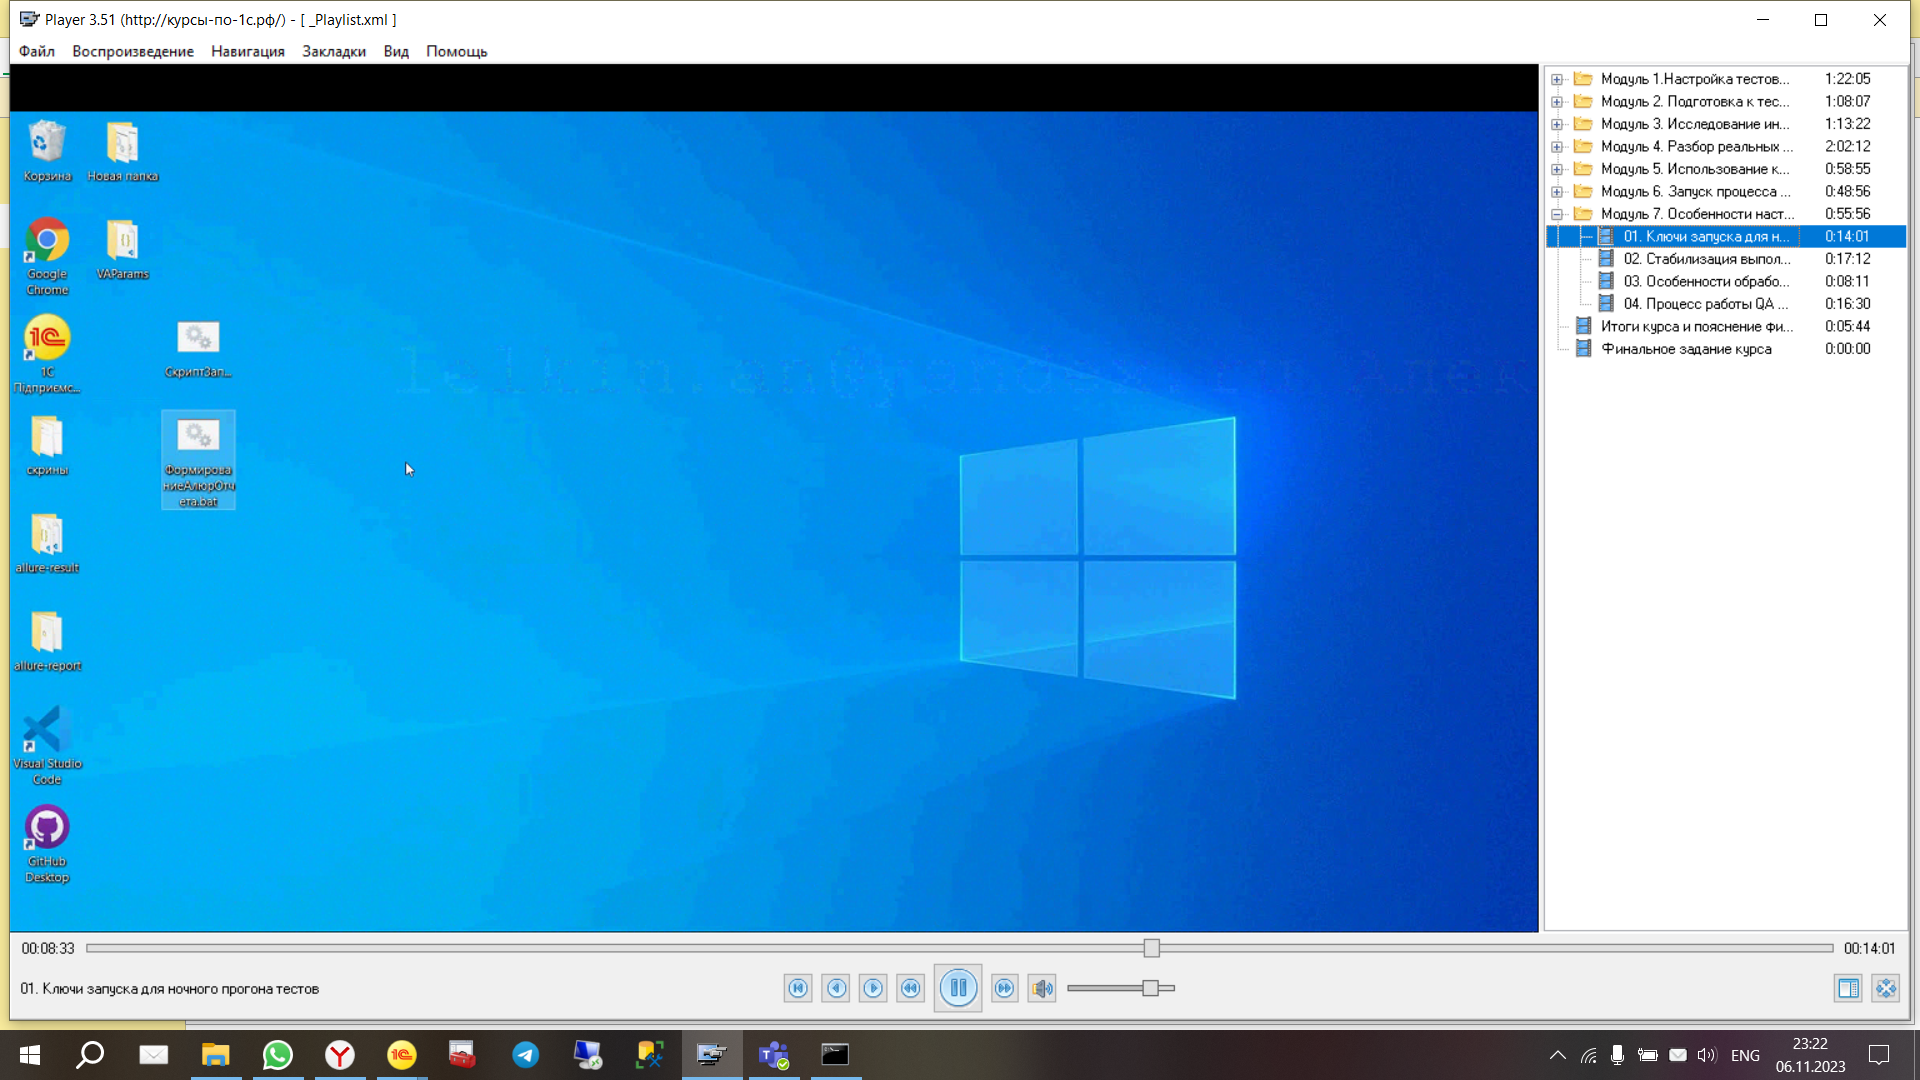 Player 3.51 (http://курсы-по-1с.рф/) - [ _Playlist.xml ]
Файл Воспроизведение Навигация Закладки Вид Помощь
Корзина
Новая папка
Google
Chrome
VAParams
1С
Підприємс...
СкриптЗап...
скрины
Формирова
ниеАлюрОтч
ета.bat
allure-result
allure-report
Visual Studio
Code
GitHub
Desktop
Модуль 1.Настройка тестов... 1:22:05
Модуль 2. Подготовка к тес... 1:08:07
Модуль 3. Исследование ин... 1:13:22
Модуль 4. Разбор реальных ... 2:02:12
Модуль 5. Использование к... 0:58:55
Модуль 6. Запуск процесса ... 0:48:56
Модуль 7. Особенности наст... 0:55:56
01. Ключи запуска для н... 0:14:01
02. Стабилизация выпол... 0:17:12
03. Особенности обрабо... 0:08:11
04. Процесс работы QA ... 0:16:30
Итоги курса и пояснение фи... 0:05:44
Финальное задание курса 0:00:00
00:08:33
00:14:01
01. Ключи запуска для ночного прогона тестов
ENG
23:22
06.11.2023